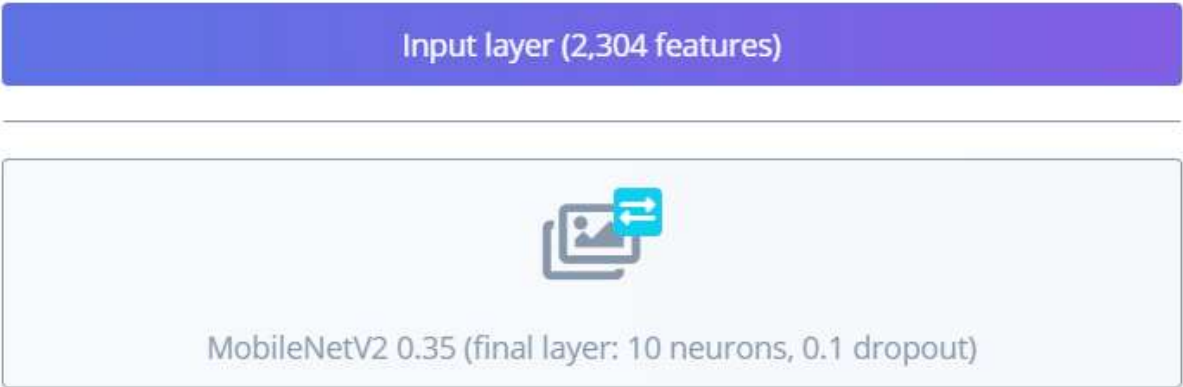 Input layer (2,304 features)
MobileNetV2 0.35 (final layer: 10 neurons, 0.1 dropout)